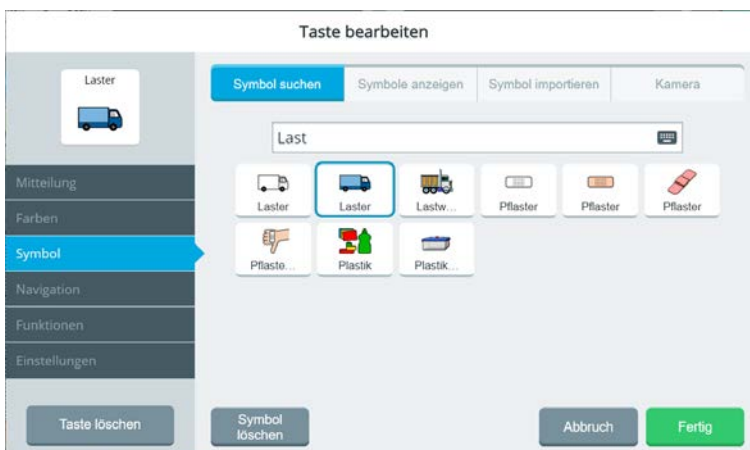 Taste bearbeiten
Laster
Symbol suchen
Symbole anzeigen
Symbol importieren
Kamera
Last
Mitteilung
Farben
Symbol
Navigation
Funktionen
Einstellungen
Laster
Laster
Lastw...
Pflaster
Pflaster
Pflaster
Pflaste...
Plastik
Plastik...
Taste löschen
Symbol
löschen
Abbruch
Fertig